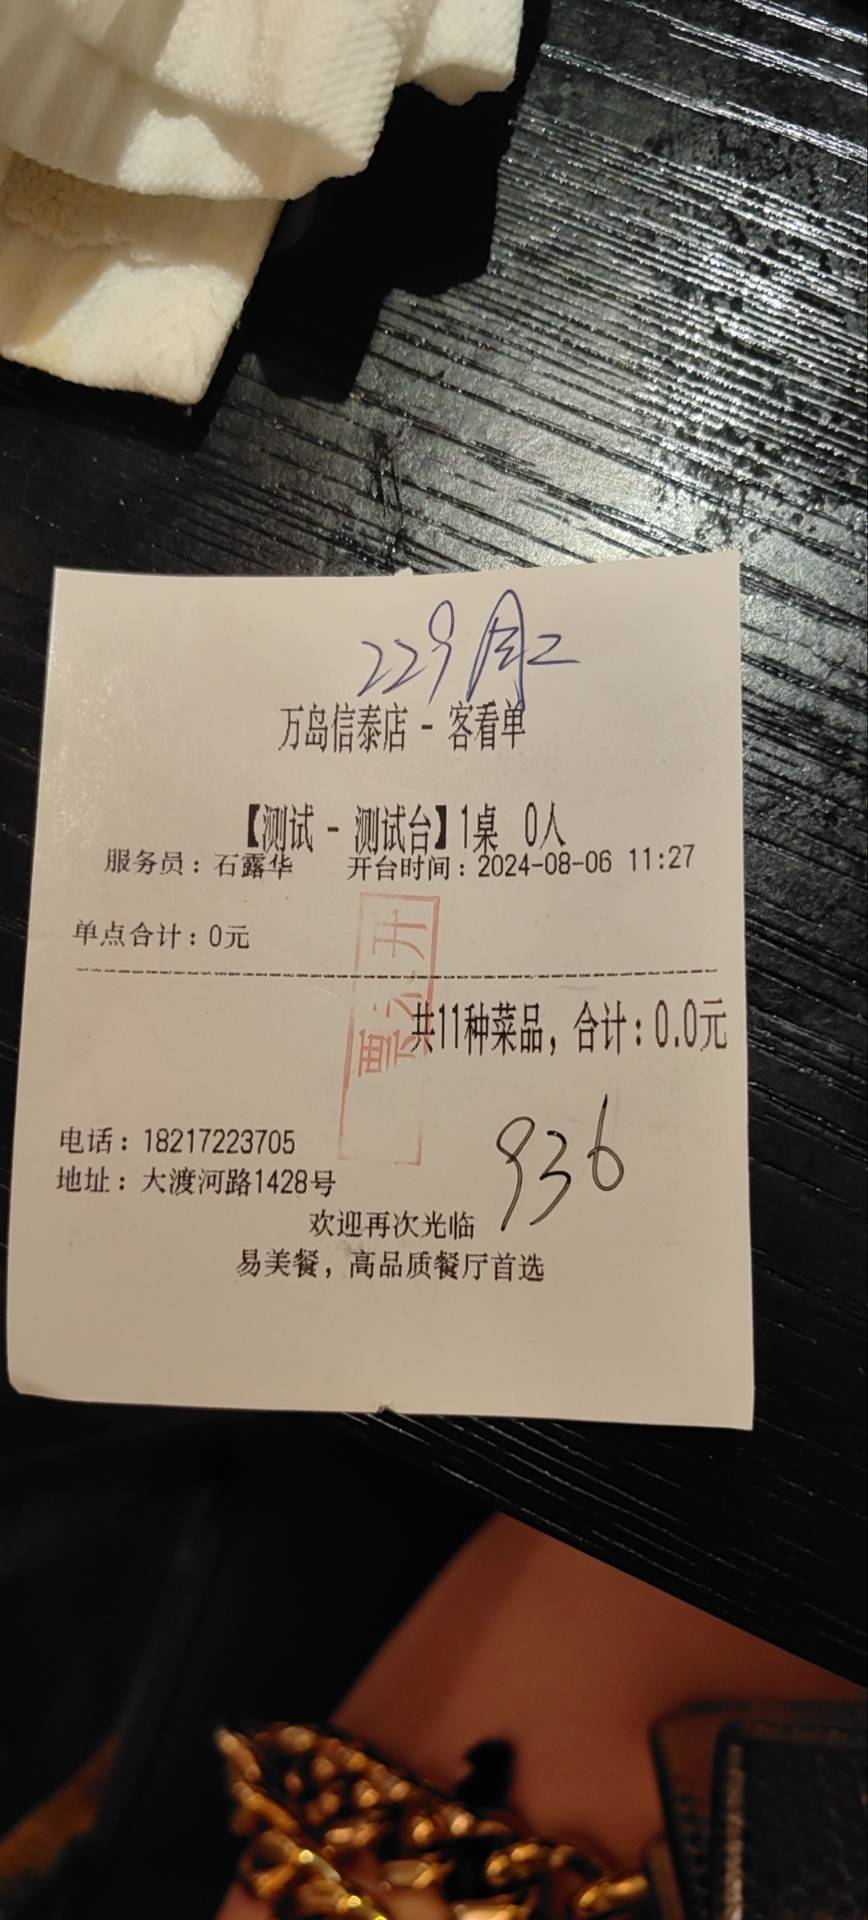 229 周二
万岛信泰店 - 客看单
【测试 - 测试台】1桌 0人
服务员：石露华 开台时间：2024-08-06 11:27
单点合计：0元
票已开
共11种菜品，合计：0.0元
936
电话：18217223705
地址：大渡河路1428号
欢迎再次光临
易美餐，高品质餐厅首选